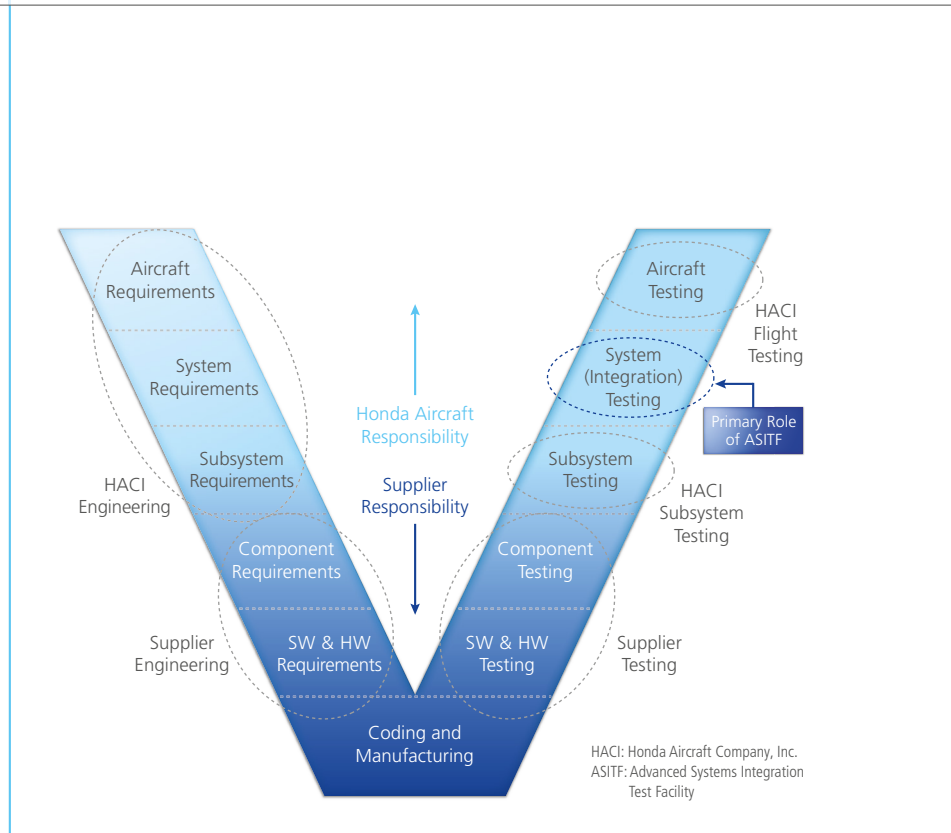 Aircraft
Requirements
System
Requirements
Subsystem
Requirements
HACI
Engineering
Component
Requirements
Supplier
Engineering
SW & HW
Requirements
Coding and
Manufacturing
Honda Aircraft
Responsibility
Supplier
Responsibility
Aircraft
Testing
HACI
Flight
Testing
System
(Integration)
Testing
Primary Role
of ASITF
Subsystem
Testing
HACI
Subsystem
Testing
Component
Testing
SW & HW
Testing
Supplier
Testing
HACI: Honda Aircraft Company, Inc.
ASITF: Advanced Systems Integration
Test Facility